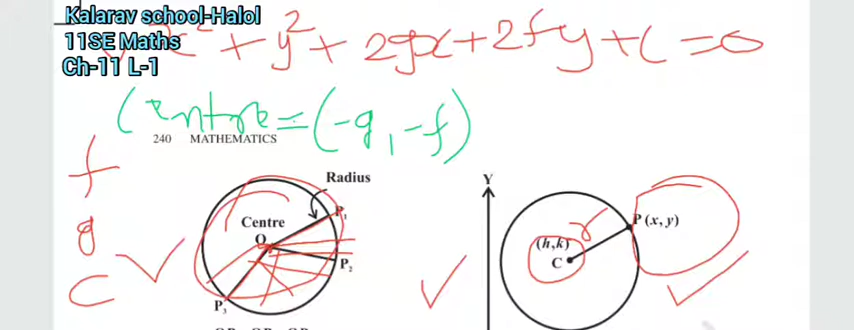 Kalarav school-Halol
11SE Maths
Ch-11 L-1
x² + y² + 2gx + 2fy + c = 0
Centre = (-g, -f)
240 MATHEMATICS
f
g
c
Radius
Centre
O
P₁
P₂
P₃
Y
P (x, y)
r
(h,k)
C